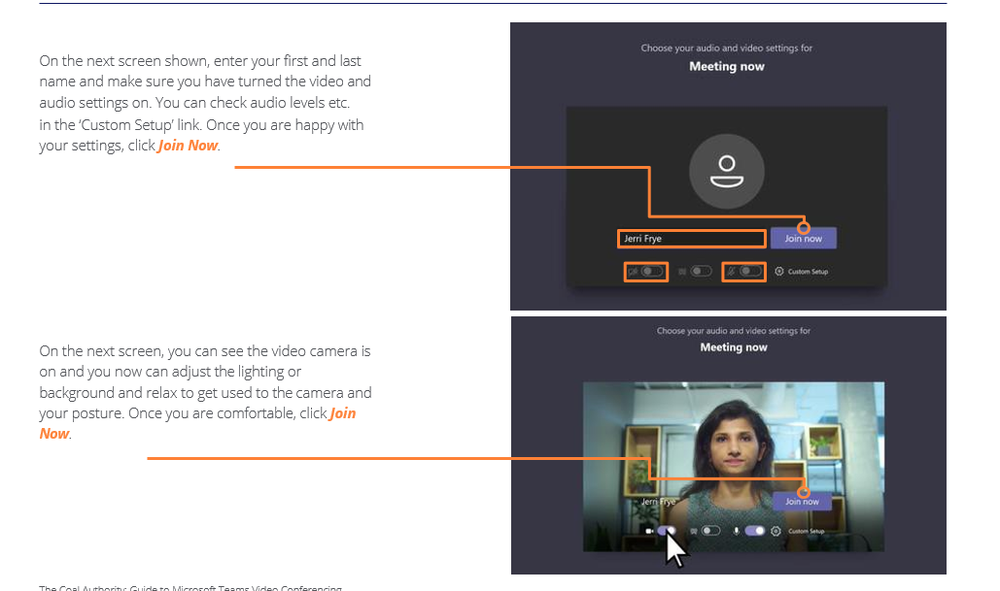 On the next screen shown, enter your first and last
name and make sure you have turned the video and
audio settings on. You can check audio levels etc.
in the ‘Custom Setup’ link. Once you are happy with
your settings, click Join Now.
Choose your audio and video settings for
Meeting now
Jerri Frye
Join now
Custom Setup
On the next screen, you can see the video camera is
on and you now can adjust the lighting or
background and relax to get used to the camera and
your posture. Once you are comfortable, click Join
Now.
Choose your audio and video settings for
Meeting now
Jerri Frye
Join now
Custom Setup
The Coal Authority: Guide to Microsoft Teams Video Conferencing